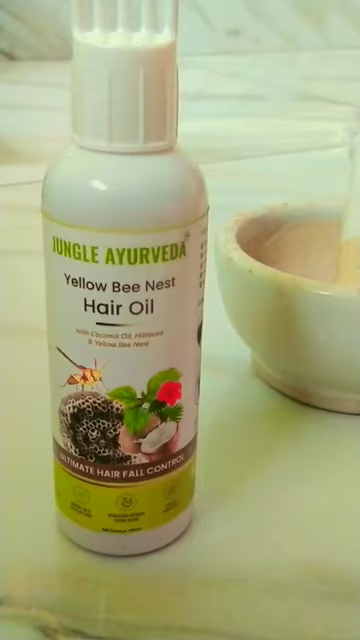 JUNGLE AYURVEDA
Yellow Bee Nest
Hair Oil
with Coconut Oil, Hibiscus
& Yellow Bee Nest
ULTIMATE HAIR FALL CONTROL